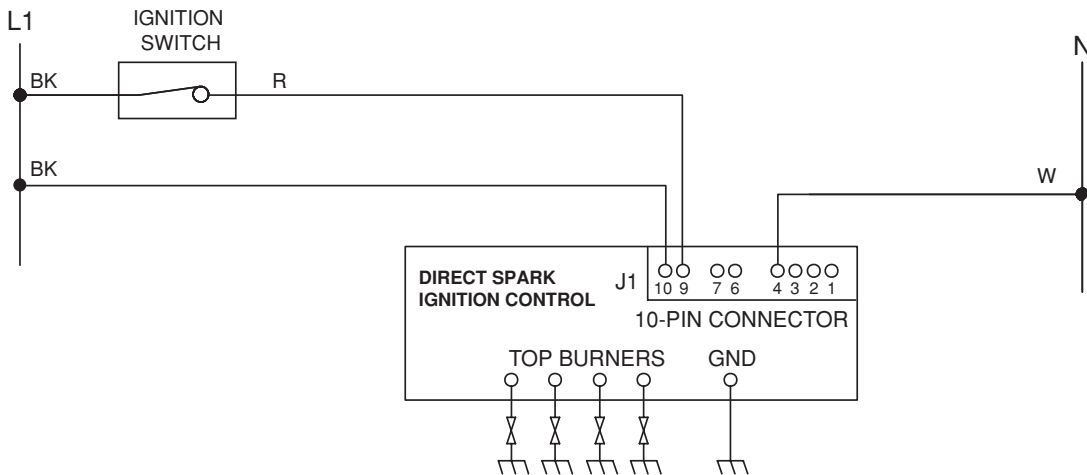 L1
IGNITION
SWITCH
N
BK
R
BK
W
DIRECT SPARK
IGNITION CONTROL
J1
10 9 7 6 4 3 2 1
10-PIN CONNECTOR
TOP BURNERS GND